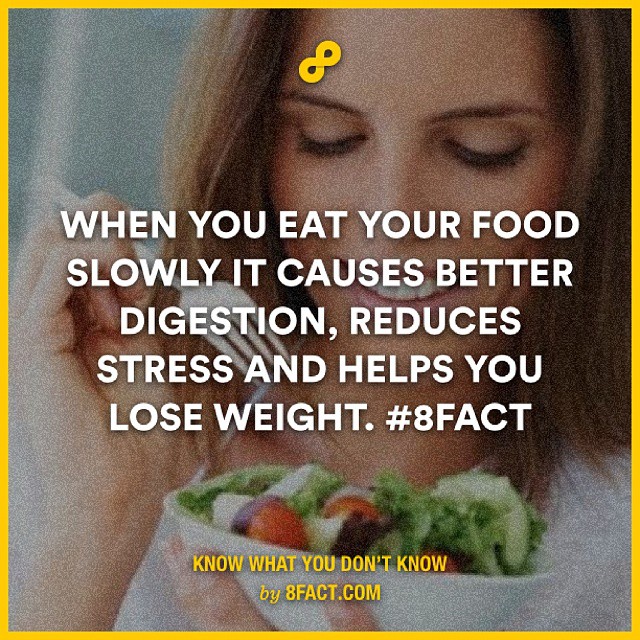 WHEN YOU EAT YOUR FOOD
SLOWLY IT CAUSES BETTER
DIGESTION, REDUCES
STRESS AND HELPS YOU
LOSE WEIGHT. #8FACT
KNOW WHAT YOU DON'T KNOW
by 8FACT.COM